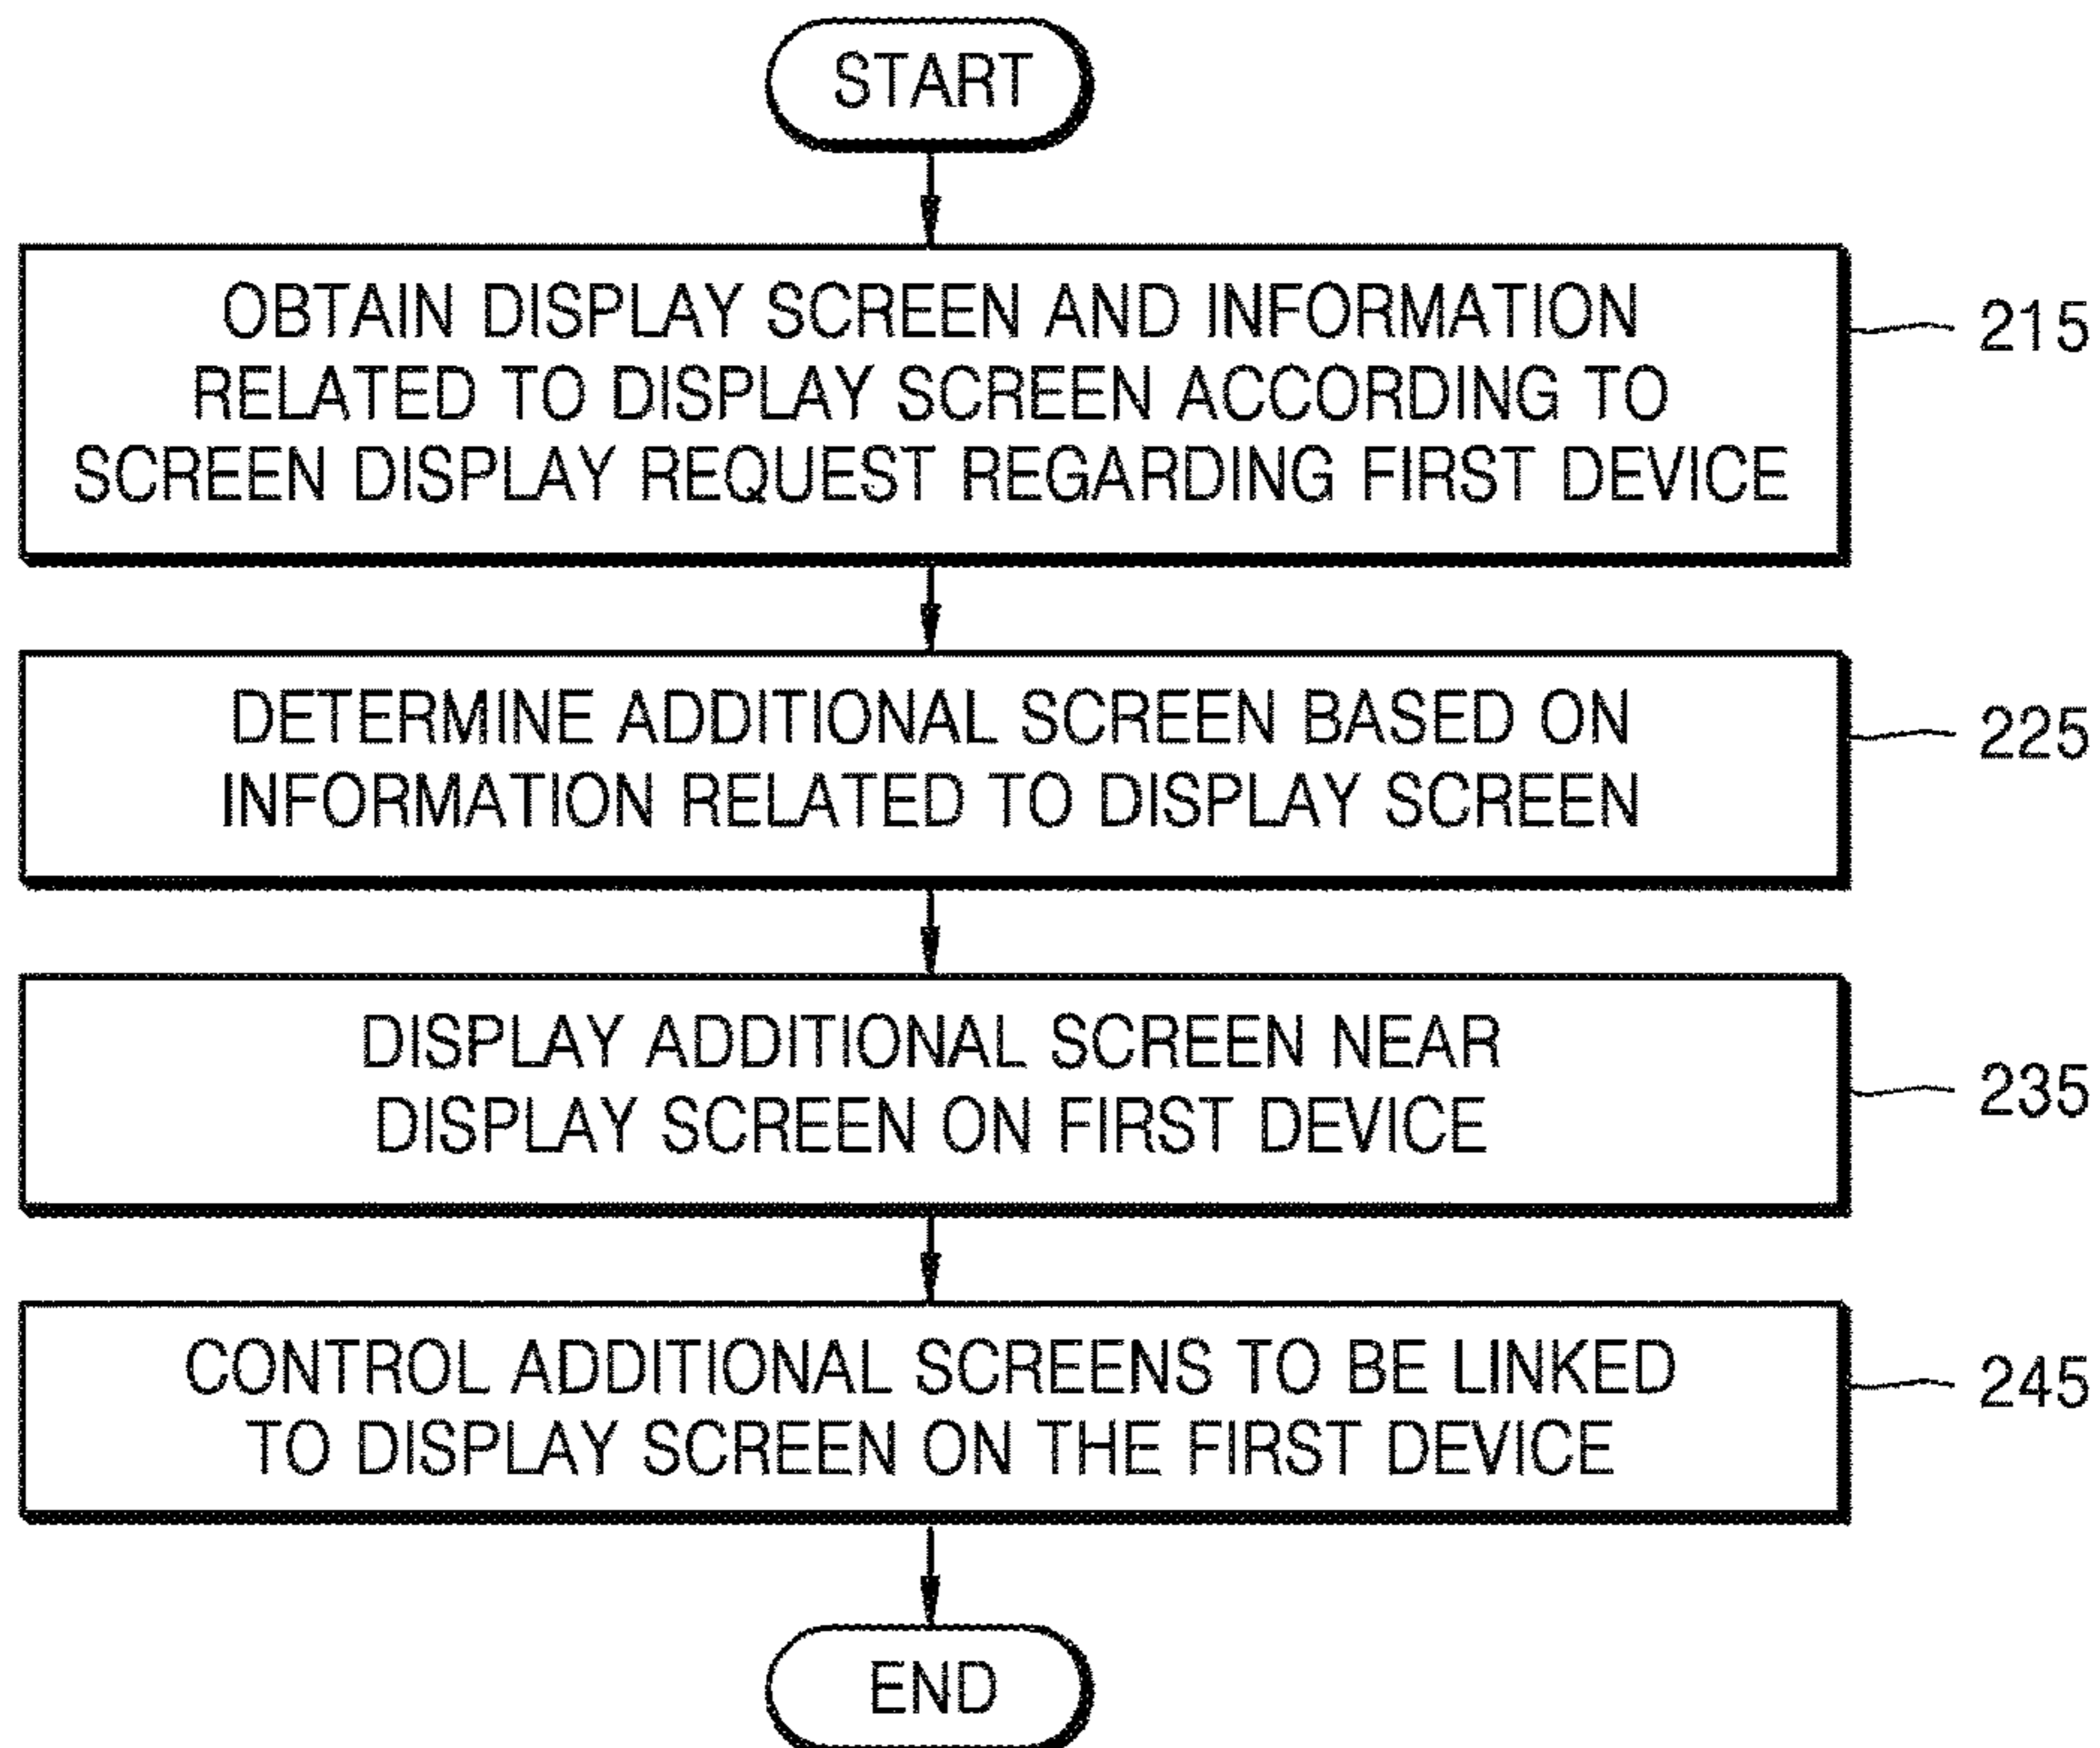 START
OBTAIN DISPLAY SCREEN AND INFORMATION
RELATED TO DISPLAY SCREEN ACCORDING TO
SCREEN DISPLAY REQUEST REGARDING FIRST DEVICE
215
DETERMINE ADDITIONAL SCREEN BASED ON
INFORMATION RELATED TO DISPLAY SCREEN
225
DISPLAY ADDITIONAL SCREEN NEAR
DISPLAY SCREEN ON FIRST DEVICE
235
CONTROL ADDITIONAL SCREENS TO BE LINKED
TO DISPLAY SCREEN ON THE FIRST DEVICE
245
END